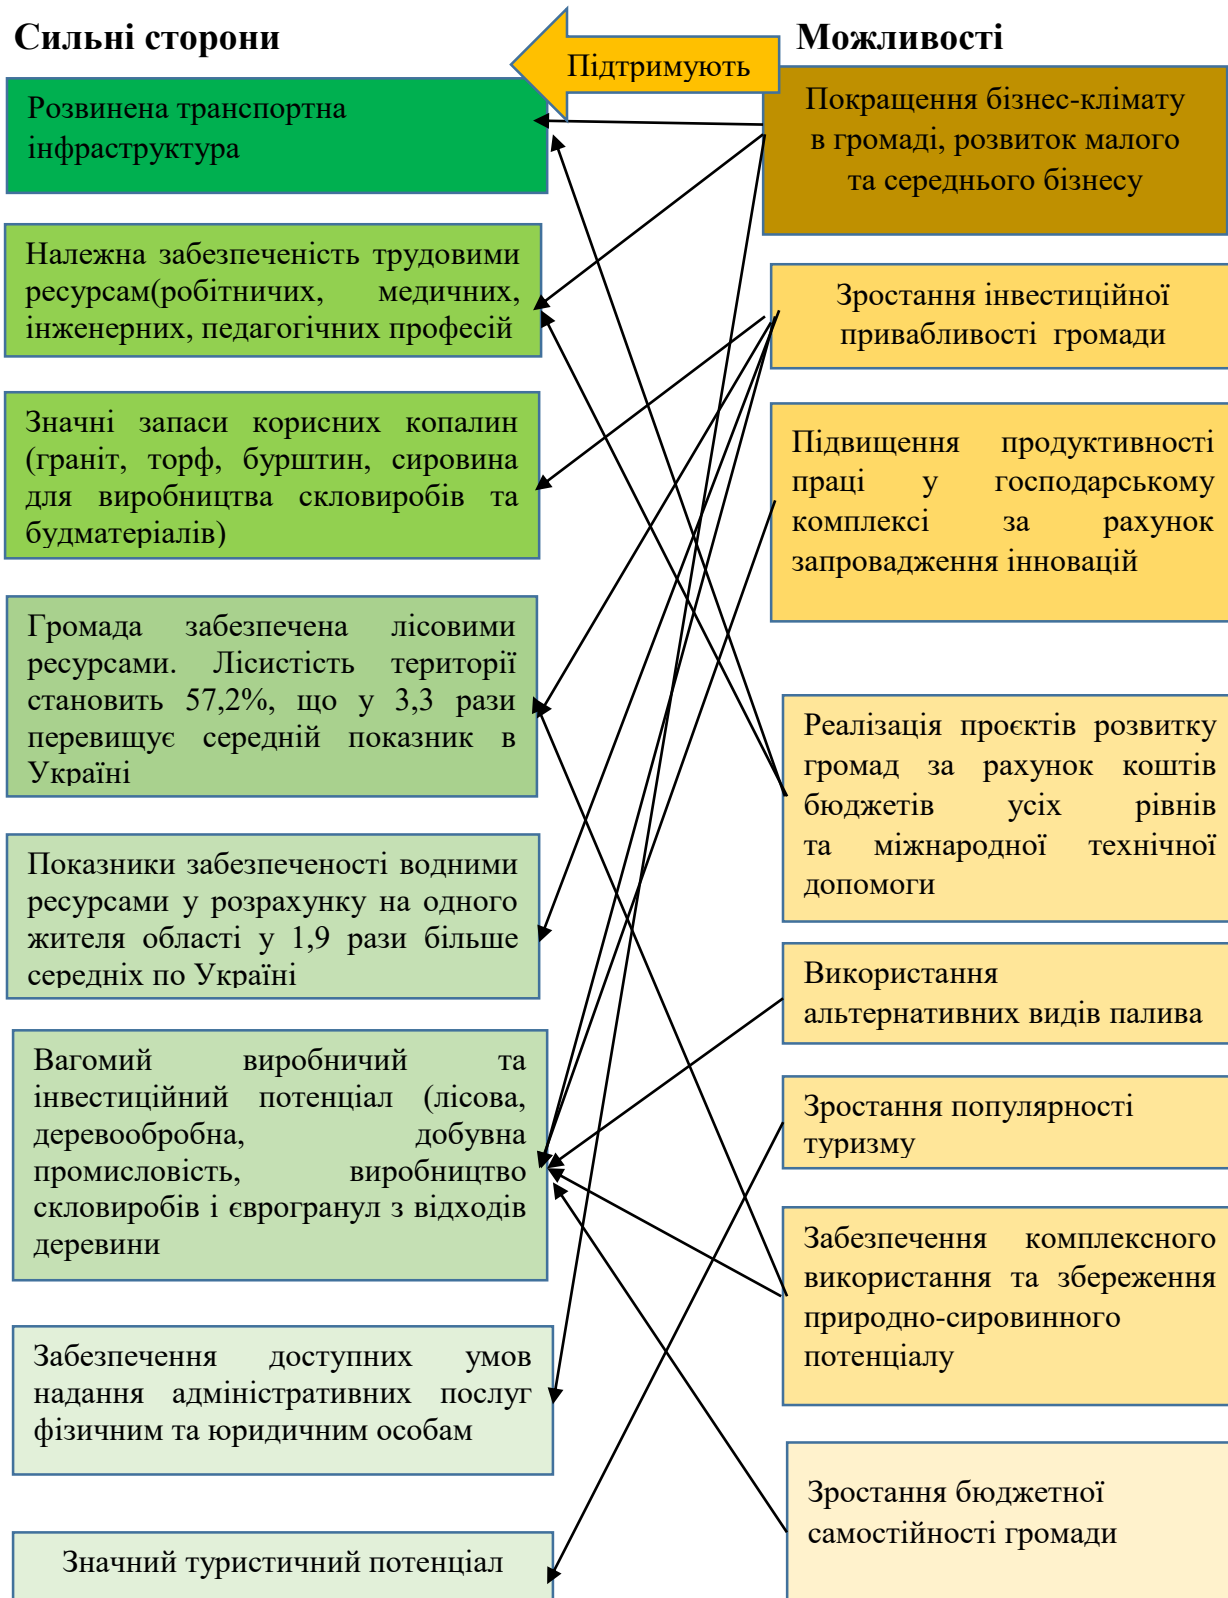 Сильні сторони
Підтримують
Можливості
Розвинена транспортна
інфраструктура
Належна забезпеченість трудовими
ресурсам(робітничих, медичних,
інженерних, педагогічних професій
Значні запаси корисних копалин
(граніт, торф, бурштин, сировина
для виробництва скловиробів та
будматеріалів)
Громада забезпечена лісовими
ресурсами. Лісистість території
становить 57,2%, що у 3,3 рази
перевищує середній показник в
Україні
Показники забезпеченості водними
ресурсами у розрахунку на одного
жителя області у 1,9 рази більше
середніх по Україні
Вагомий виробничий та
інвестиційний потенціал (лісова,
деревообробна, добувна
промисловість, виробництво
скловиробів і єврогранул з відходів
деревини
Забезпечення доступних умов
надання адміністративних послуг
фізичним та юридичним особам
Значний туристичний потенціал
Покращення бізнес-клімату
в громаді, розвиток малого
та середнього бізнесу
Зростання інвестиційної
привабливості громади
Підвищення продуктивності
праці у господарському
комплексі за рахунок
запровадження інновацій
Реалізація проєктів розвитку
громад за рахунок коштів
бюджетів усіх рівнів
та міжнародної технічної
допомоги
Використання
альтернативних видів палива
Зростання популярності
туризму
Забезпечення комплексного
використання та збереження
природно-сировинного
потенціалу
Зростання бюджетної
самостійності громади